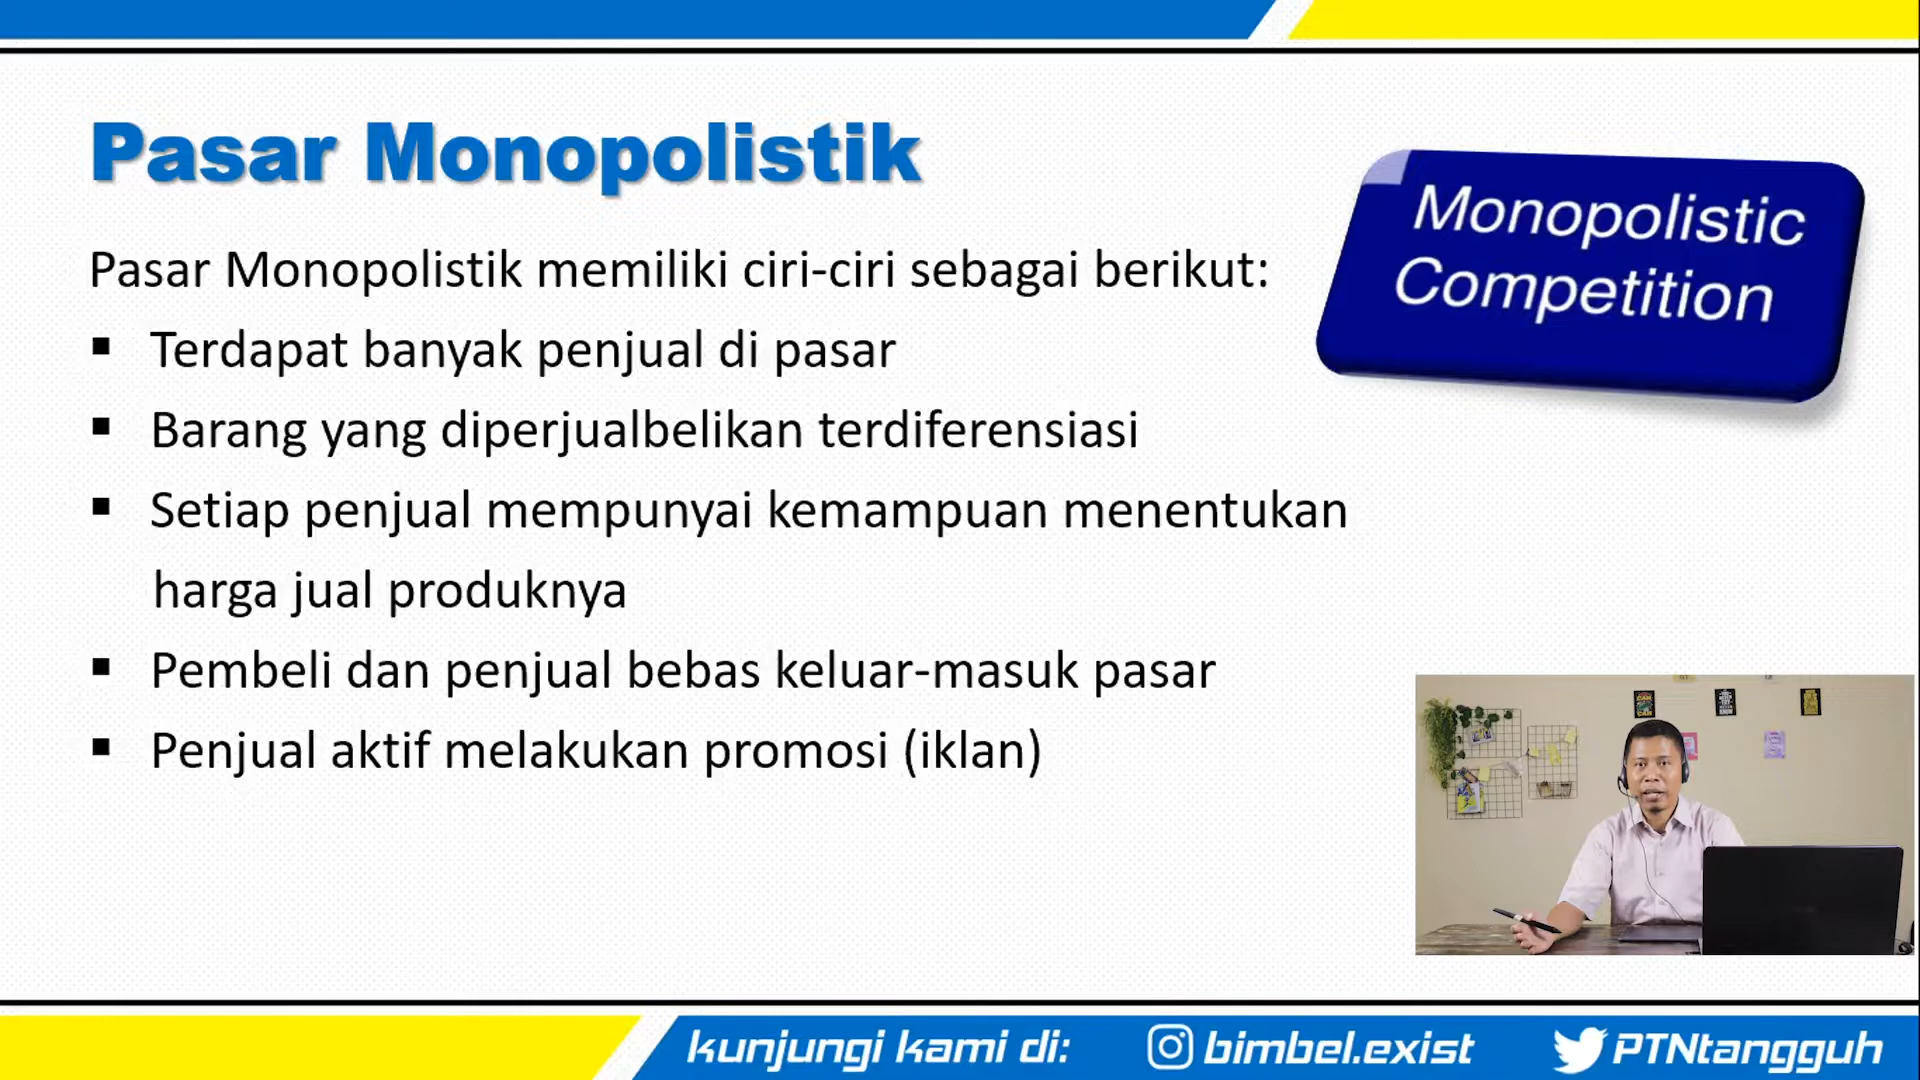 Pasar Monopolistik
Monopolistic
Competition
Pasar Monopolistik memiliki ciri-ciri sebagai berikut:
▪ Terdapat banyak penjual di pasar
▪ Barang yang diperjualbelikan terdiferensiasi
▪ Setiap penjual mempunyai kemampuan menentukan
harga jual produknya
▪ Pembeli dan penjual bebas keluar-masuk pasar
▪ Penjual aktif melakukan promosi (iklan)
kunjungi kami di: bimbel.exist PTNtangguh